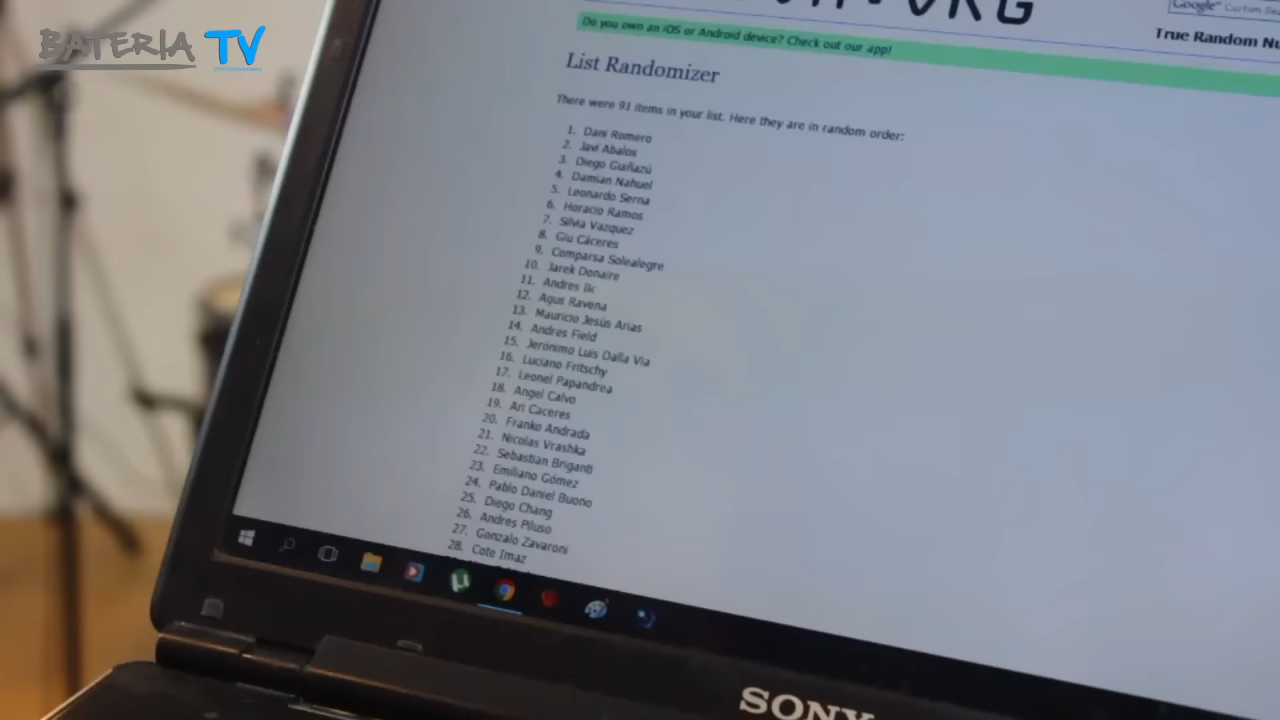 BATERIA TV
Google™ Custom Sea
True Random Nu
Do you own an iOS or Android device? Check out our app!
List Randomizer
There were 91 items in your list. Here they are in random order:
1. Dani Romero
2. Javi Abalos
3. Diego Guiñazú
4. Damian Nahuel
5. Leonardo Serna
6. Horacio Ramos
7. Silvia Vazquez
8. Giu Cáceres
9. Comparsa Solealegre
10. Jarek Donaire
11. Andres Bc
12. Agus Ravena
13. Mauricio Jesús Arias
14. Andres Field
15. Jerónimo Luis Dalla Via
16. Luciano Fritschy
17. Leonel Papandrea
18. Angel Calvo
19. Ari Caceres
20. Franko Andrada
21. Nicolas Vrashka
22. Sebastian Briganti
23. Emiliano Gómez
24. Pablo Daniel Buono
25. Diego Chang
26. Andres Piluso
27. Gonzalo Zavaroni
28. Cote Imaz
SONY